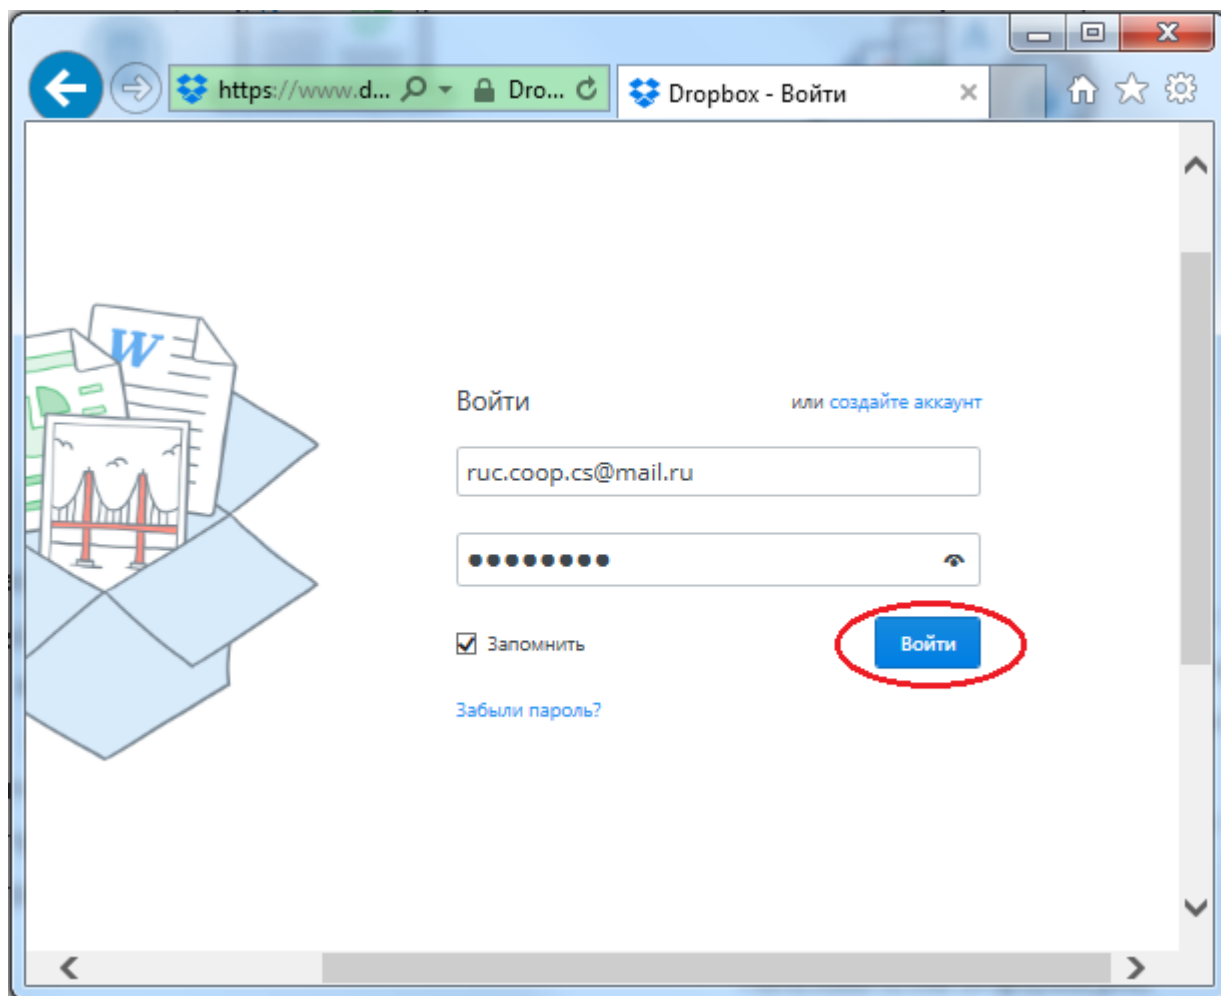 https://www.d... Dro... Dropbox - Войти
W
Войти или создайте аккаунт
ruc.coop.cs@mail.ru
Запомнить Войти
Забыли пароль?